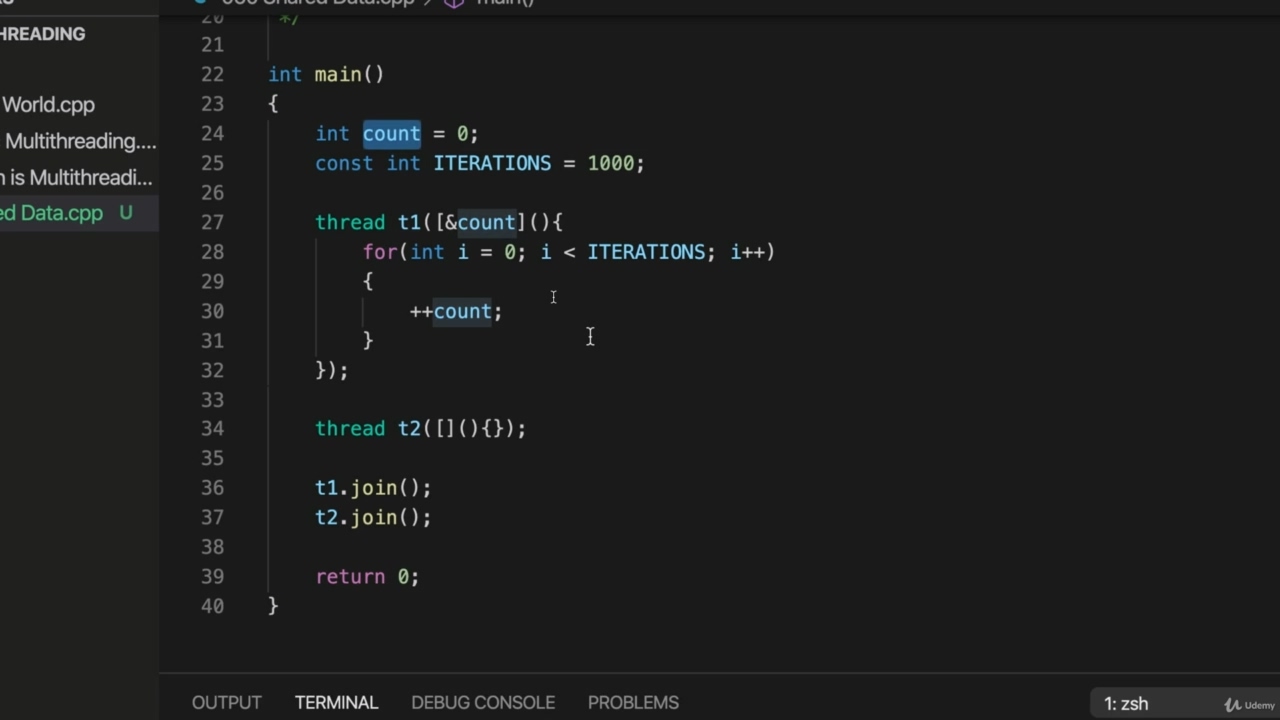 HREADING
World.cpp
Multithreading....
n is Multithreadi...
ed Data.cpp U
Shared Data.cpp main()
20 */
21
22 int main()
23 {
24 int count = 0;
25 const int ITERATIONS = 1000;
26
27 thread t1([&count](){
28 for(int i = 0; i < ITERATIONS; i++)
29 {
30 ++count;
31 }
32 });
33
34 thread t2([](){});
35
36 t1.join();
37 t2.join();
38
39 return 0;
40 }
OUTPUT TERMINAL DEBUG CONSOLE PROBLEMS
1: zsh
Udemy